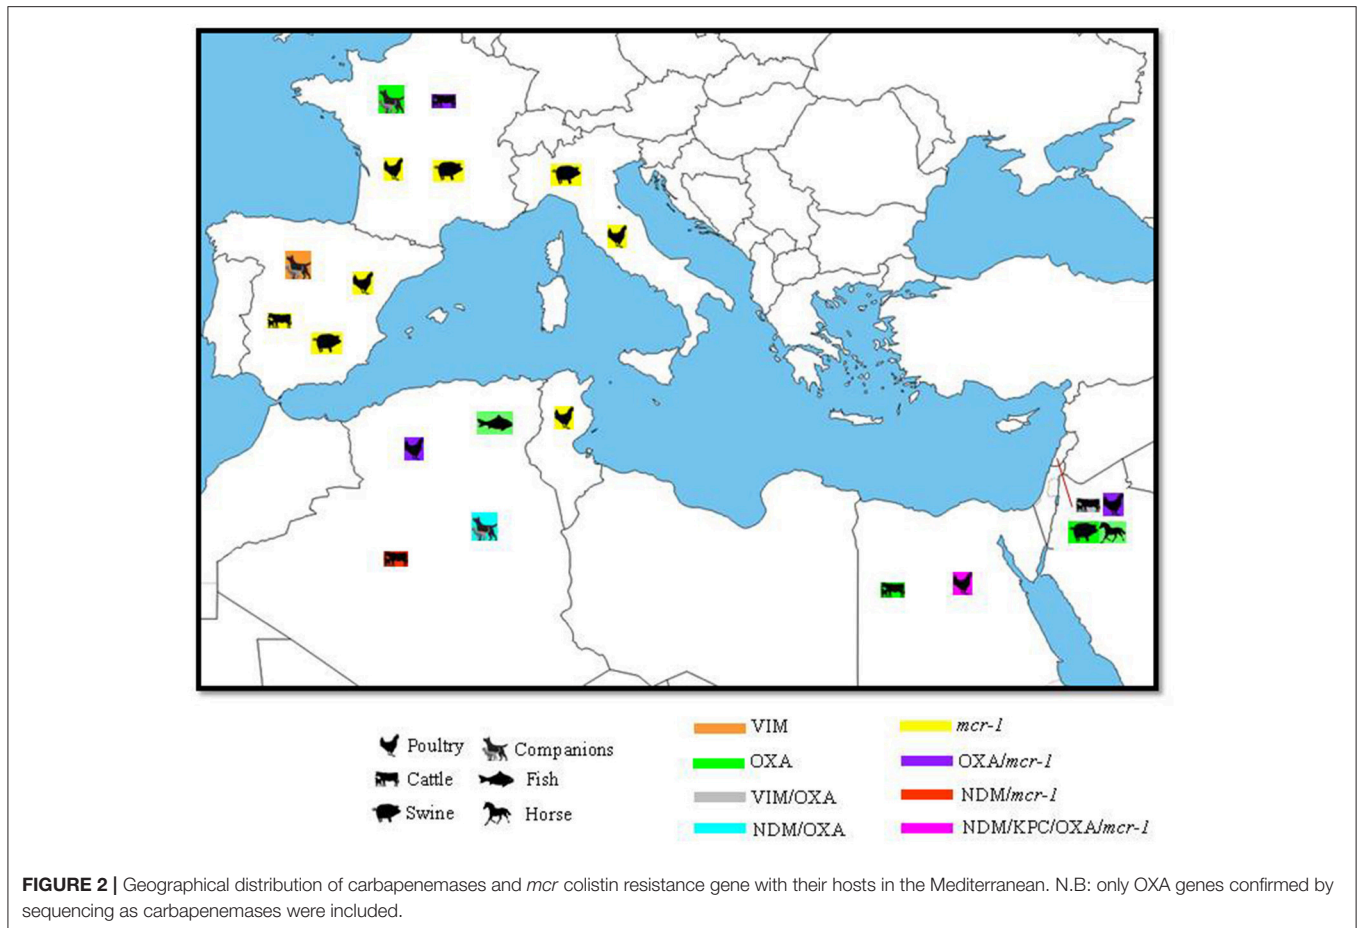 Poultry
Companions
Cattle
Fish
Swine
Horse
VIM
OXA
VIM/OXA
NDM/OXA
mcr-1
OXA/mcr-1
NDM/mcr-1
NDM/KPC/OXA/mcr-1
FIGURE 2 | Geographical distribution of carbapenemases and mcr colistin resistance gene with their hosts in the Mediterranean. N.B: only OXA genes confirmed by
sequencing as carbapenemases were included.